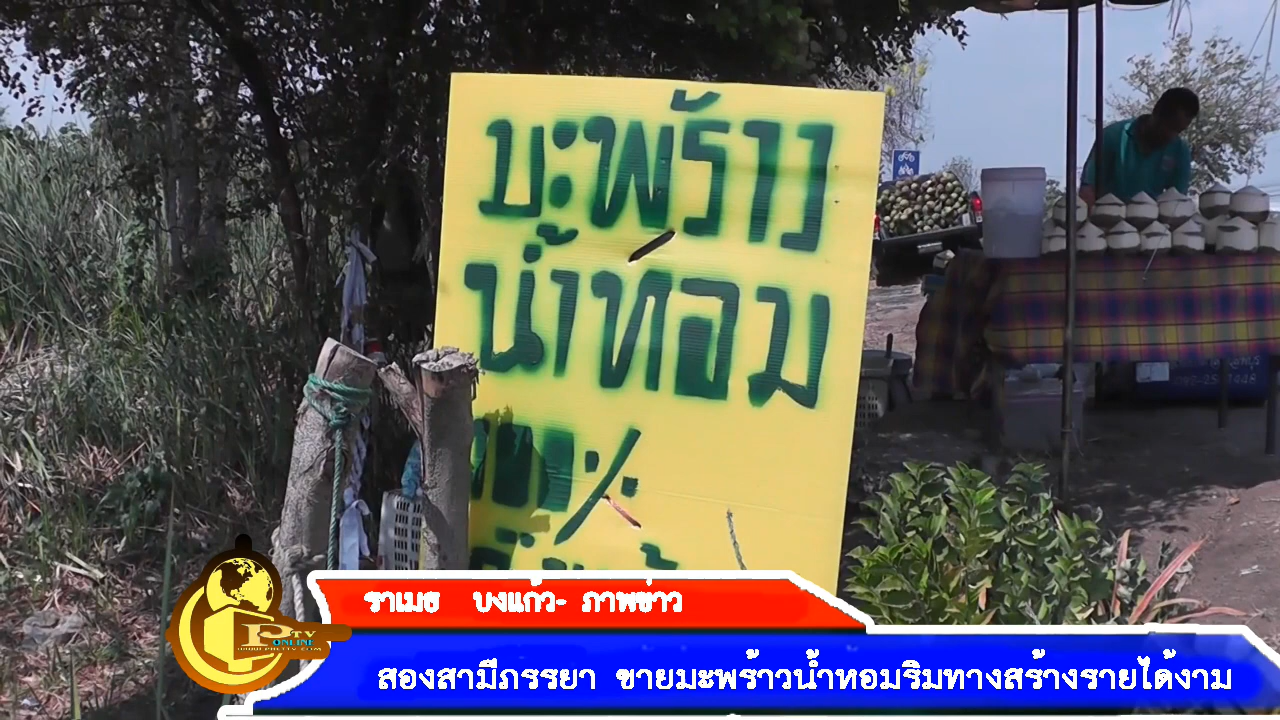 มะพร้าว
น้ำหอม
100%
ราเมธ บงแก้ว- ภาพข่าว
PTV
ONLINE
สองสามีภรรยา ขายมะพร้าวน้ำหอมริมทางสร้างรายได้งาม